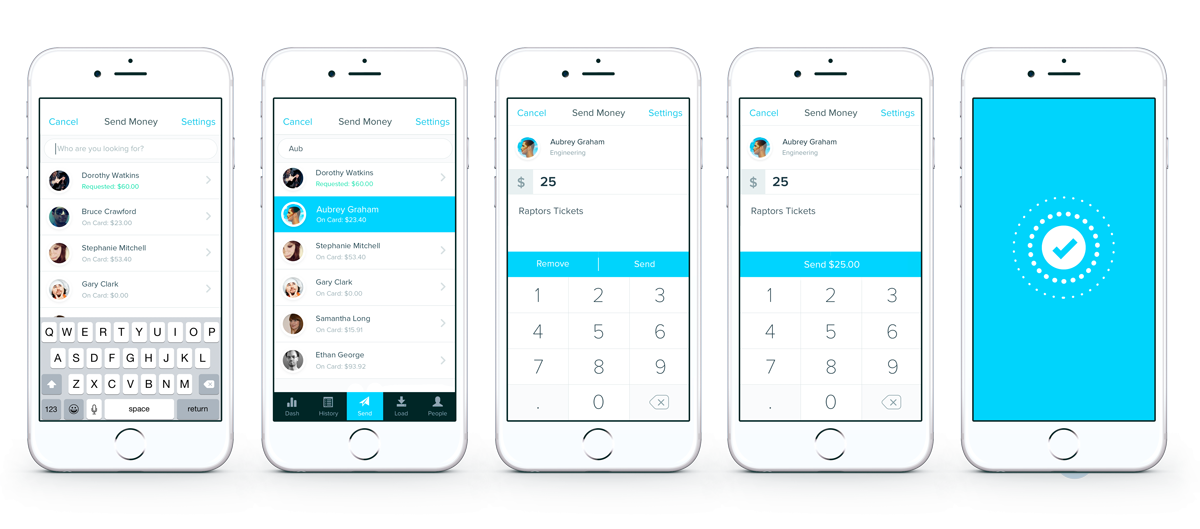 Cancel Send Money Settings
Who are you looking for?
Dorothy Watkins
Requested: $60.00
Bruce Crawford
On Card: $23.00
Stephanie Mitchell
On Card: $53.40
Gary Clark
On Card: $0.00
Q W E R T Y U I O P
A S D F G H J K L
Z X C V B N M
123 space return
Cancel Send Money Settings
Aub
Dorothy Watkins
Requested: $60.00
Aubrey Graham
On Card: $23.40
Stephanie Mitchell
On Card: $53.40
Gary Clark
On Card: $0.00
Samantha Long
On Card: $15.91
Ethan George
On Card: $93.92
Dash History Send Load People
Cancel Send Money Settings
Aubrey Graham
Engineering
$ 25
Raptors Tickets
Remove Send
1 2 3
4 5 6
7 8 9
. 0
Cancel Send Money Settings
Aubrey Graham
Engineering
$ 25
Raptors Tickets
Send $25.00
1 2 3
4 5 6
7 8 9
. 0